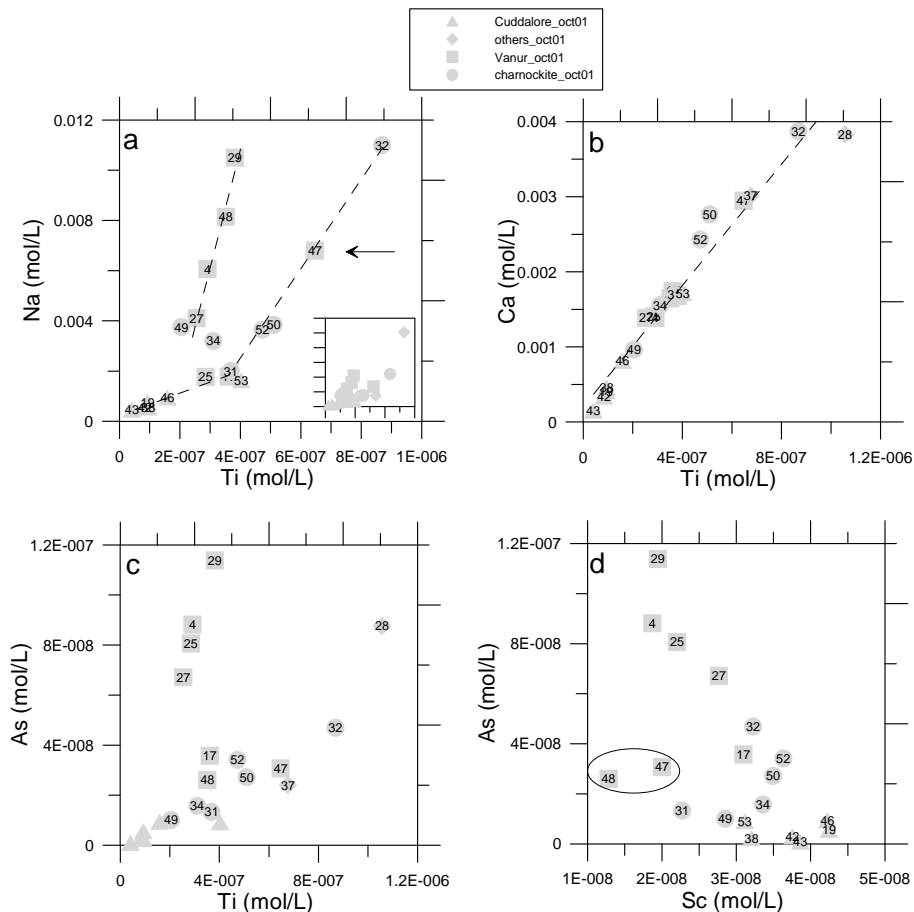 Cuddalore_oct01
others_oct01
Vanur_oct01
charnockite_oct01
a
0.012
0.008
0.004
0
Na (mol/L)
29
48
4
27
49
34
25
31
53
46
43
19
32
47
52
50
0 2E-007 4E-007 6E-007 8E-007 1E-006
Ti (mol/L)
b
0.004
0.003
0.002
0.001
0
Ca (mol/L)
32
28
37
47
50
52
53
34
49
46
42
43
0 4E-007 8E-007 1.2E-006
Ti (mol/L)
c
1.2E-007
8E-008
4E-008
0
As (mol/L)
29
4
25
27
28
32
17
52
48
50
47
37
34
31
49
0 4E-007 8E-007 1.2E-006
Ti (mol/L)
d
1.2E-007
8E-008
4E-008
0
As (mol/L)
29
4
25
27
32
17
52
50
47
48
31
49
34
53
46
19
38
42
43
1E-008 2E-008 3E-008 4E-008 5E-008
Sc (mol/L)